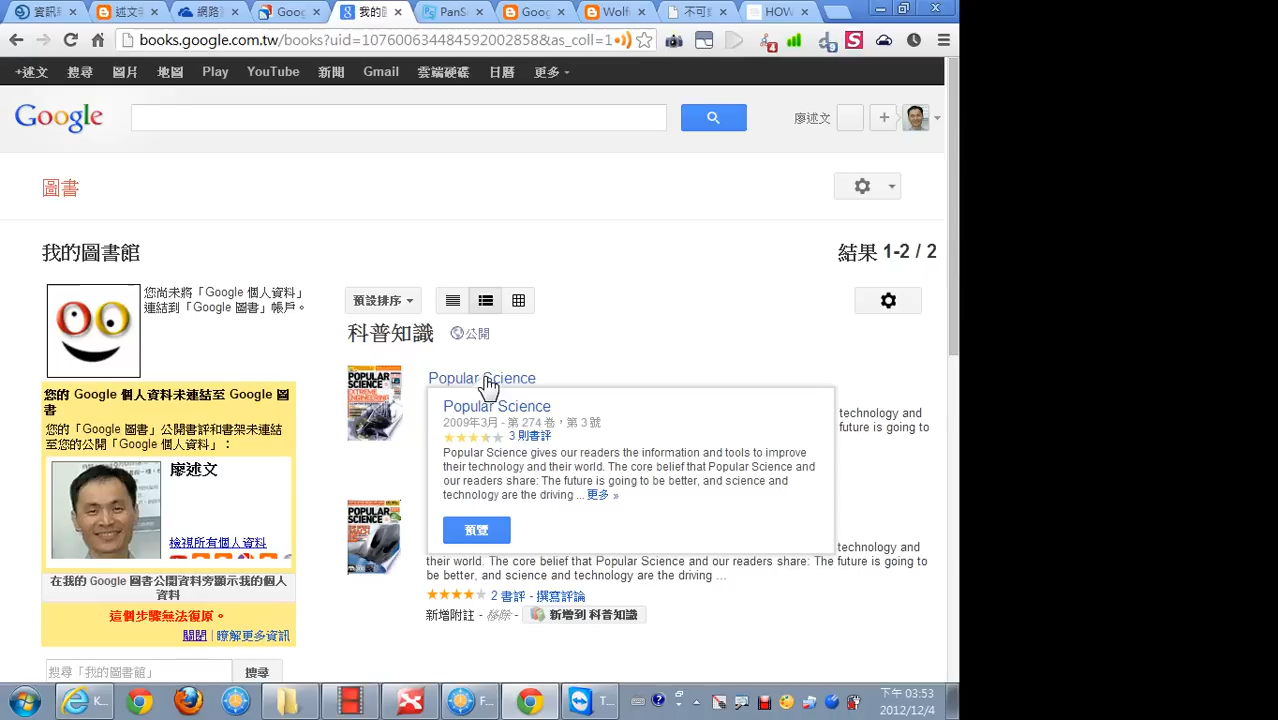 資訊
述文
網路
Goog
我的
PanS
Goog
Wolf
不可
HOW
books.google.com.tw/books?uid=107600634484592002858&as_coll=1
+述文 搜尋 圖片 地圖 Play YouTube 新聞 Gmail 雲端硬碟 日曆 更多
Google
廖述文
圖書
我的圖書館
結果 1-2 / 2
您尚未將「Google 個人資料」
連結到「Google 圖書」帳戶。
預設排序
科普知識 公開
您的 Google 個人資料未連結至 Google 圖
書
您的「Google 圖書」公開書評和書架未連結
至您的公開「Google 個人資料」：
廖述文
檢視所有個人資料
在我的 Google 圖書公開資料旁顯示我的個人
資料
這個步驟無法復原。
關閉 | 瞭解更多資訊
搜尋「我的圖書館」 搜尋
POPULAR
SCIENCE
Popular Science
technology and
future is going to
Popular Science
2009年3月 - 第 274 卷，第 3 號
3 則書評
Popular Science gives our readers the information and tools to improve
their technology and their world. The core belief that Popular Science and
our readers share: The future is going to be better, and science and
technology are the driving ... 更多 »
預覽
POPULAR
SCIENCE
technology and
their world. The core belief that Popular Science and our readers share: The future is going to
be better, and science and technology are the driving ...
2 書評 - 撰寫評論
新增附註 - 移除 - 新增到 科普知識
K...
F...
T...
下午 03:53
2012/12/4